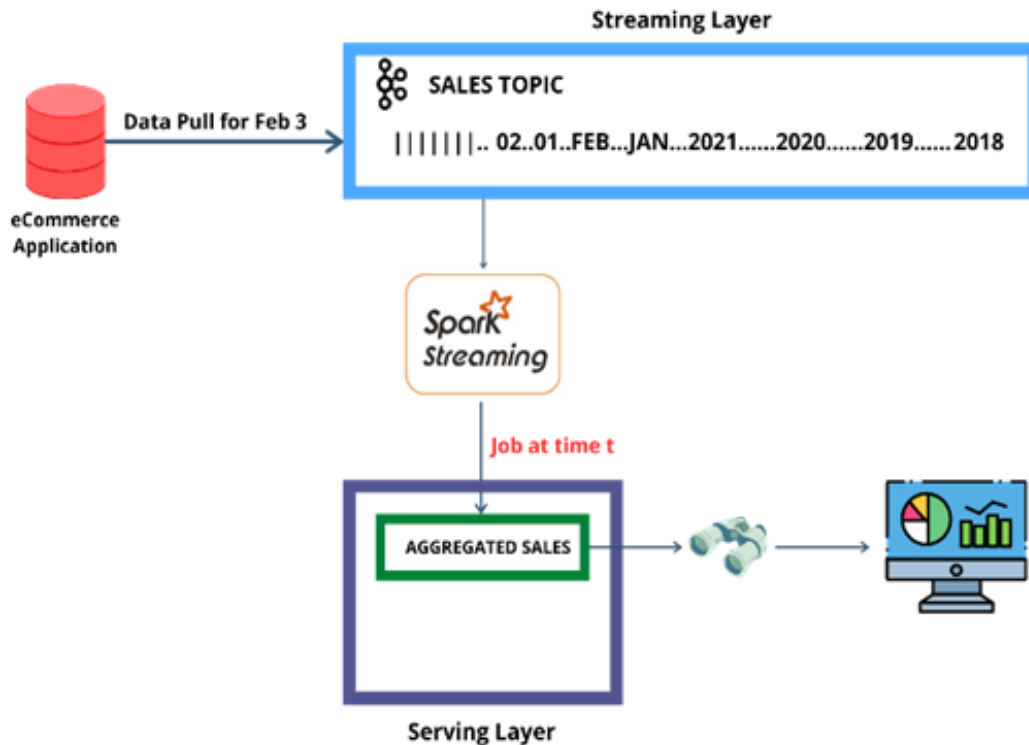 Streaming Layer
SALES TOPIC
Data Pull for Feb 3
|||||||.. 02..01..FEB...JAN...2021......2020......2019...... 2018
eCommerce
Application
Spark
Streaming
Job at time t
AGGREGATED SALES
Serving Layer